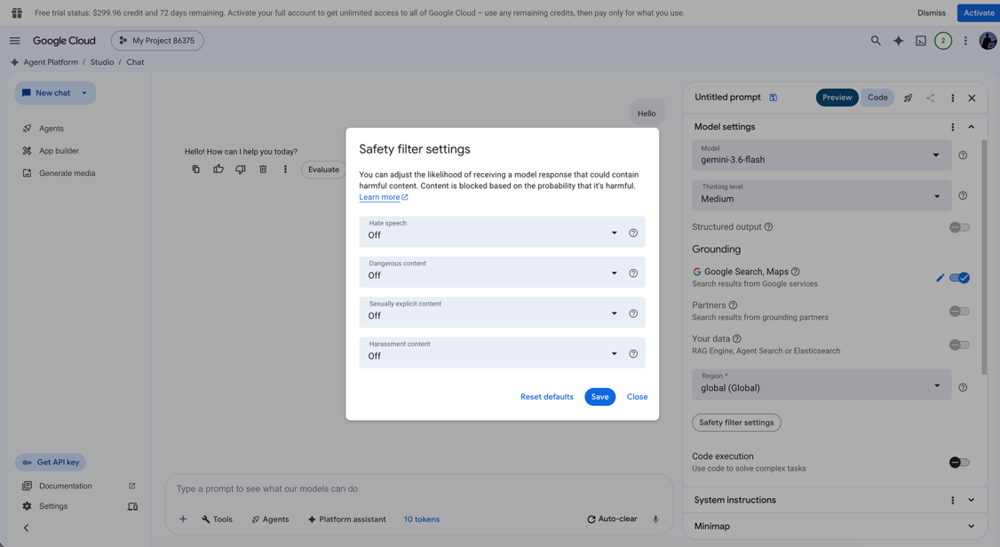 Free trial status: $299.96 credit and 72 days remaining. Activate your full account to get unlimited access to all of Google Cloud – use any remaining credits, then pay only for what you use.
Dismiss
Activate
Google Cloud
My Project 86375
2
Agent Platform / Studio / Chat
New chat
Agents
App builder
Generate media
Get API key
Documentation
Settings
Hello
Hello! How can I help you today?
Evaluate
Safety filter settings
You can adjust the likelihood of receiving a model response that could contain
harmful content. Content is blocked based on the probability that it's harmful.
Learn more
Hate speech
Off
Dangerous content
Off
Sexually explicit content
Off
Harassment content
Off
Reset defaults
Save
Close
Type a prompt to see what our models can do
Tools
Agents
Platform assistant
10 tokens
Auto-clear
Untitled prompt
Preview
Code
Model settings
Model
gemini-3.6-flash
Thinking level
Medium
Structured output
Grounding
Google Search, Maps
Search results from Google services
Partners
Search results from grounding partners
Your data
RAG Engine, Agent Search or Elasticsearch
Region *
global (Global)
Safety filter settings
Code execution
Use code to solve complex tasks
System instructions
Minimap